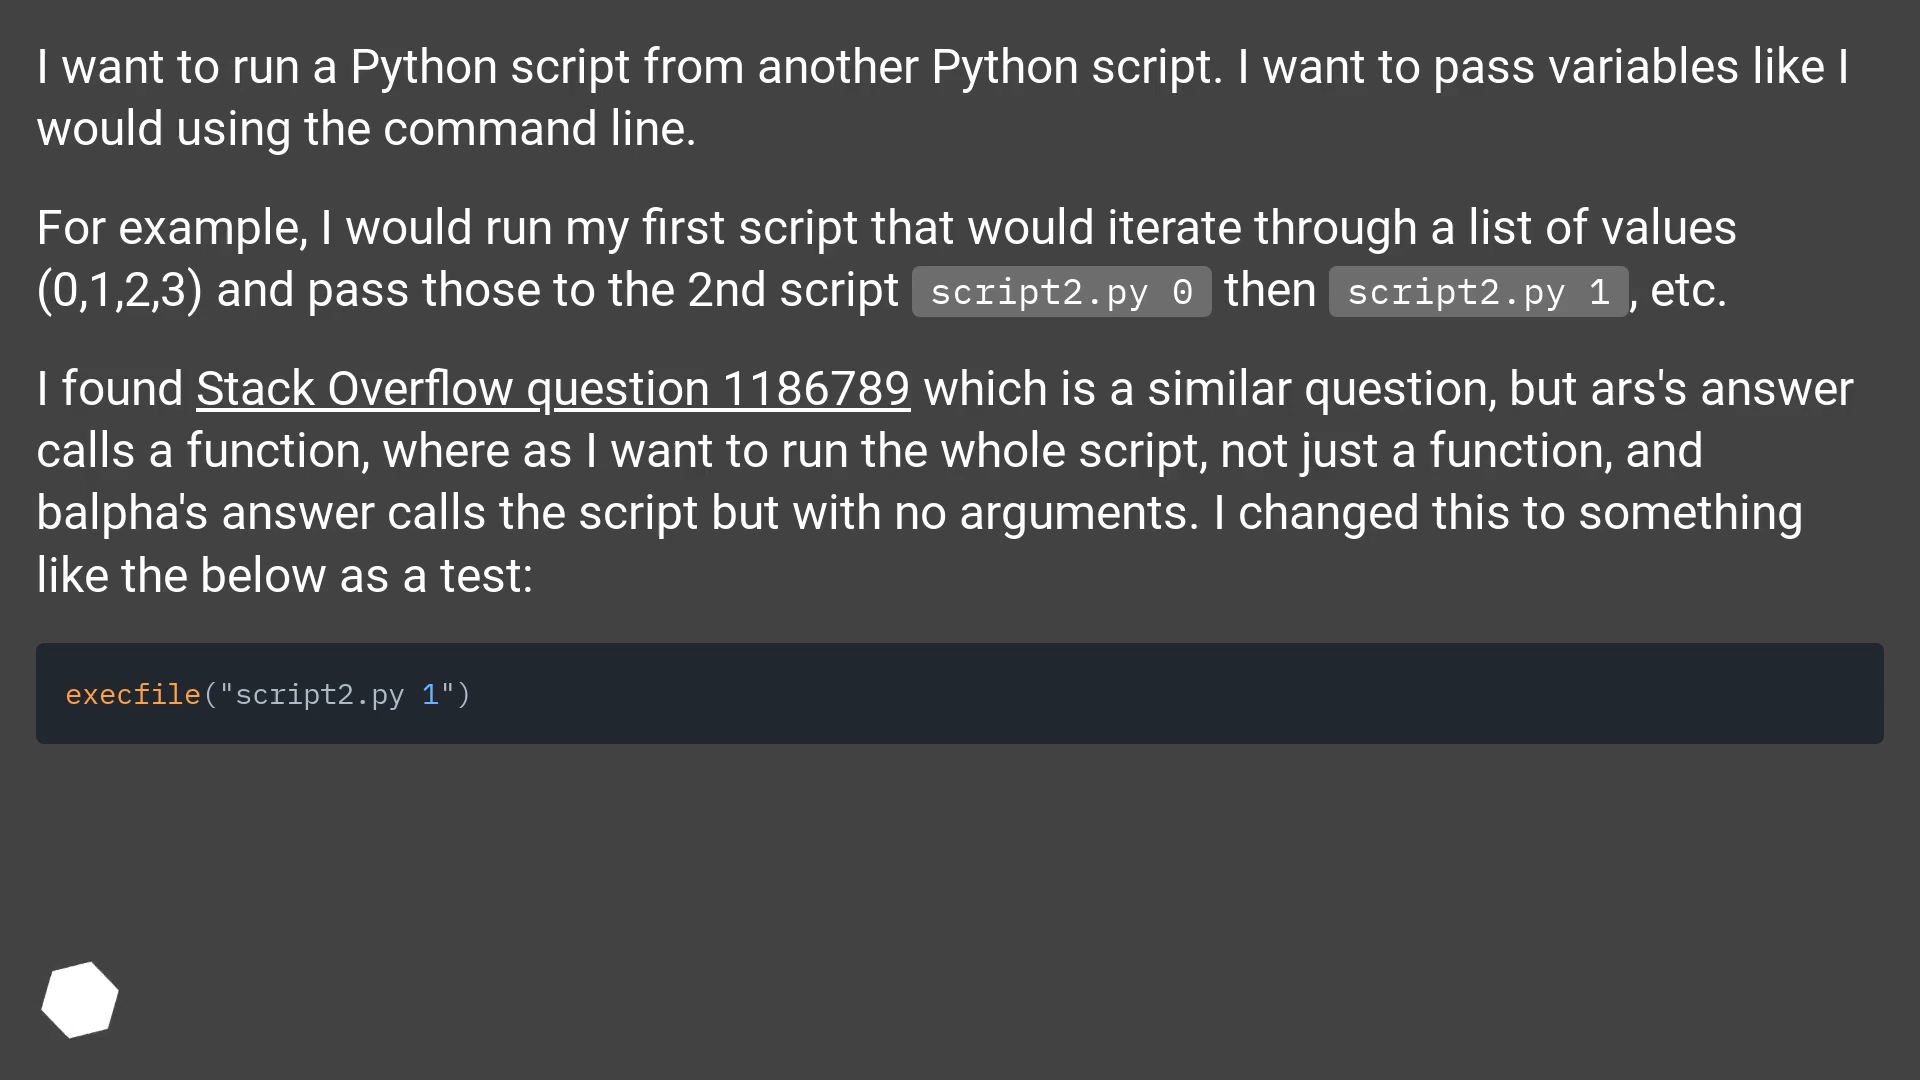 I want to run a Python script from another Python script. I want to pass variables like I
would using the command line.
For example, I would run my first script that would iterate through a list of values
(0,1,2,3) and pass those to the 2nd script script2.py 0 then script2.py 1, etc.
I found Stack Overflow question 1186789 which is a similar question, but ars's answer
calls a function, where as I want to run the whole script, not just a function, and
balpha's answer calls the script but with no arguments. I changed this to something
like the below as a test:
execfile("script2.py 1")